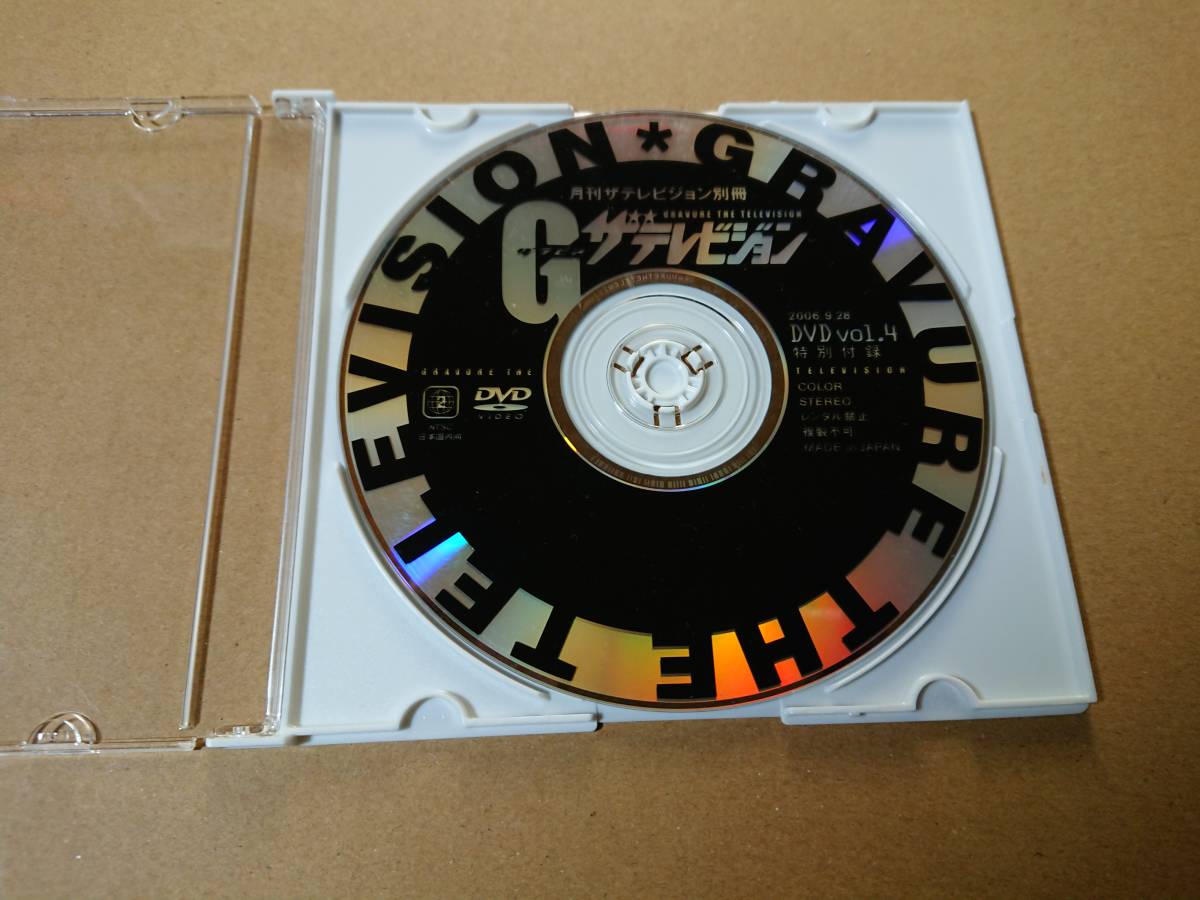 GRAVURE THE TELEVISION *
月刊ザテレビジョン別冊
GRAVURE THE TELEVISION
G
ザテレビジョン
2006.9.28
DVD vol.4
特別付録
GRAVURE THE TELEVISION
2
DVD
VIDEO
NTSC
日本国内向
COLOR
STEREO
レンタル禁止
複製不可
MADE in JAPAN